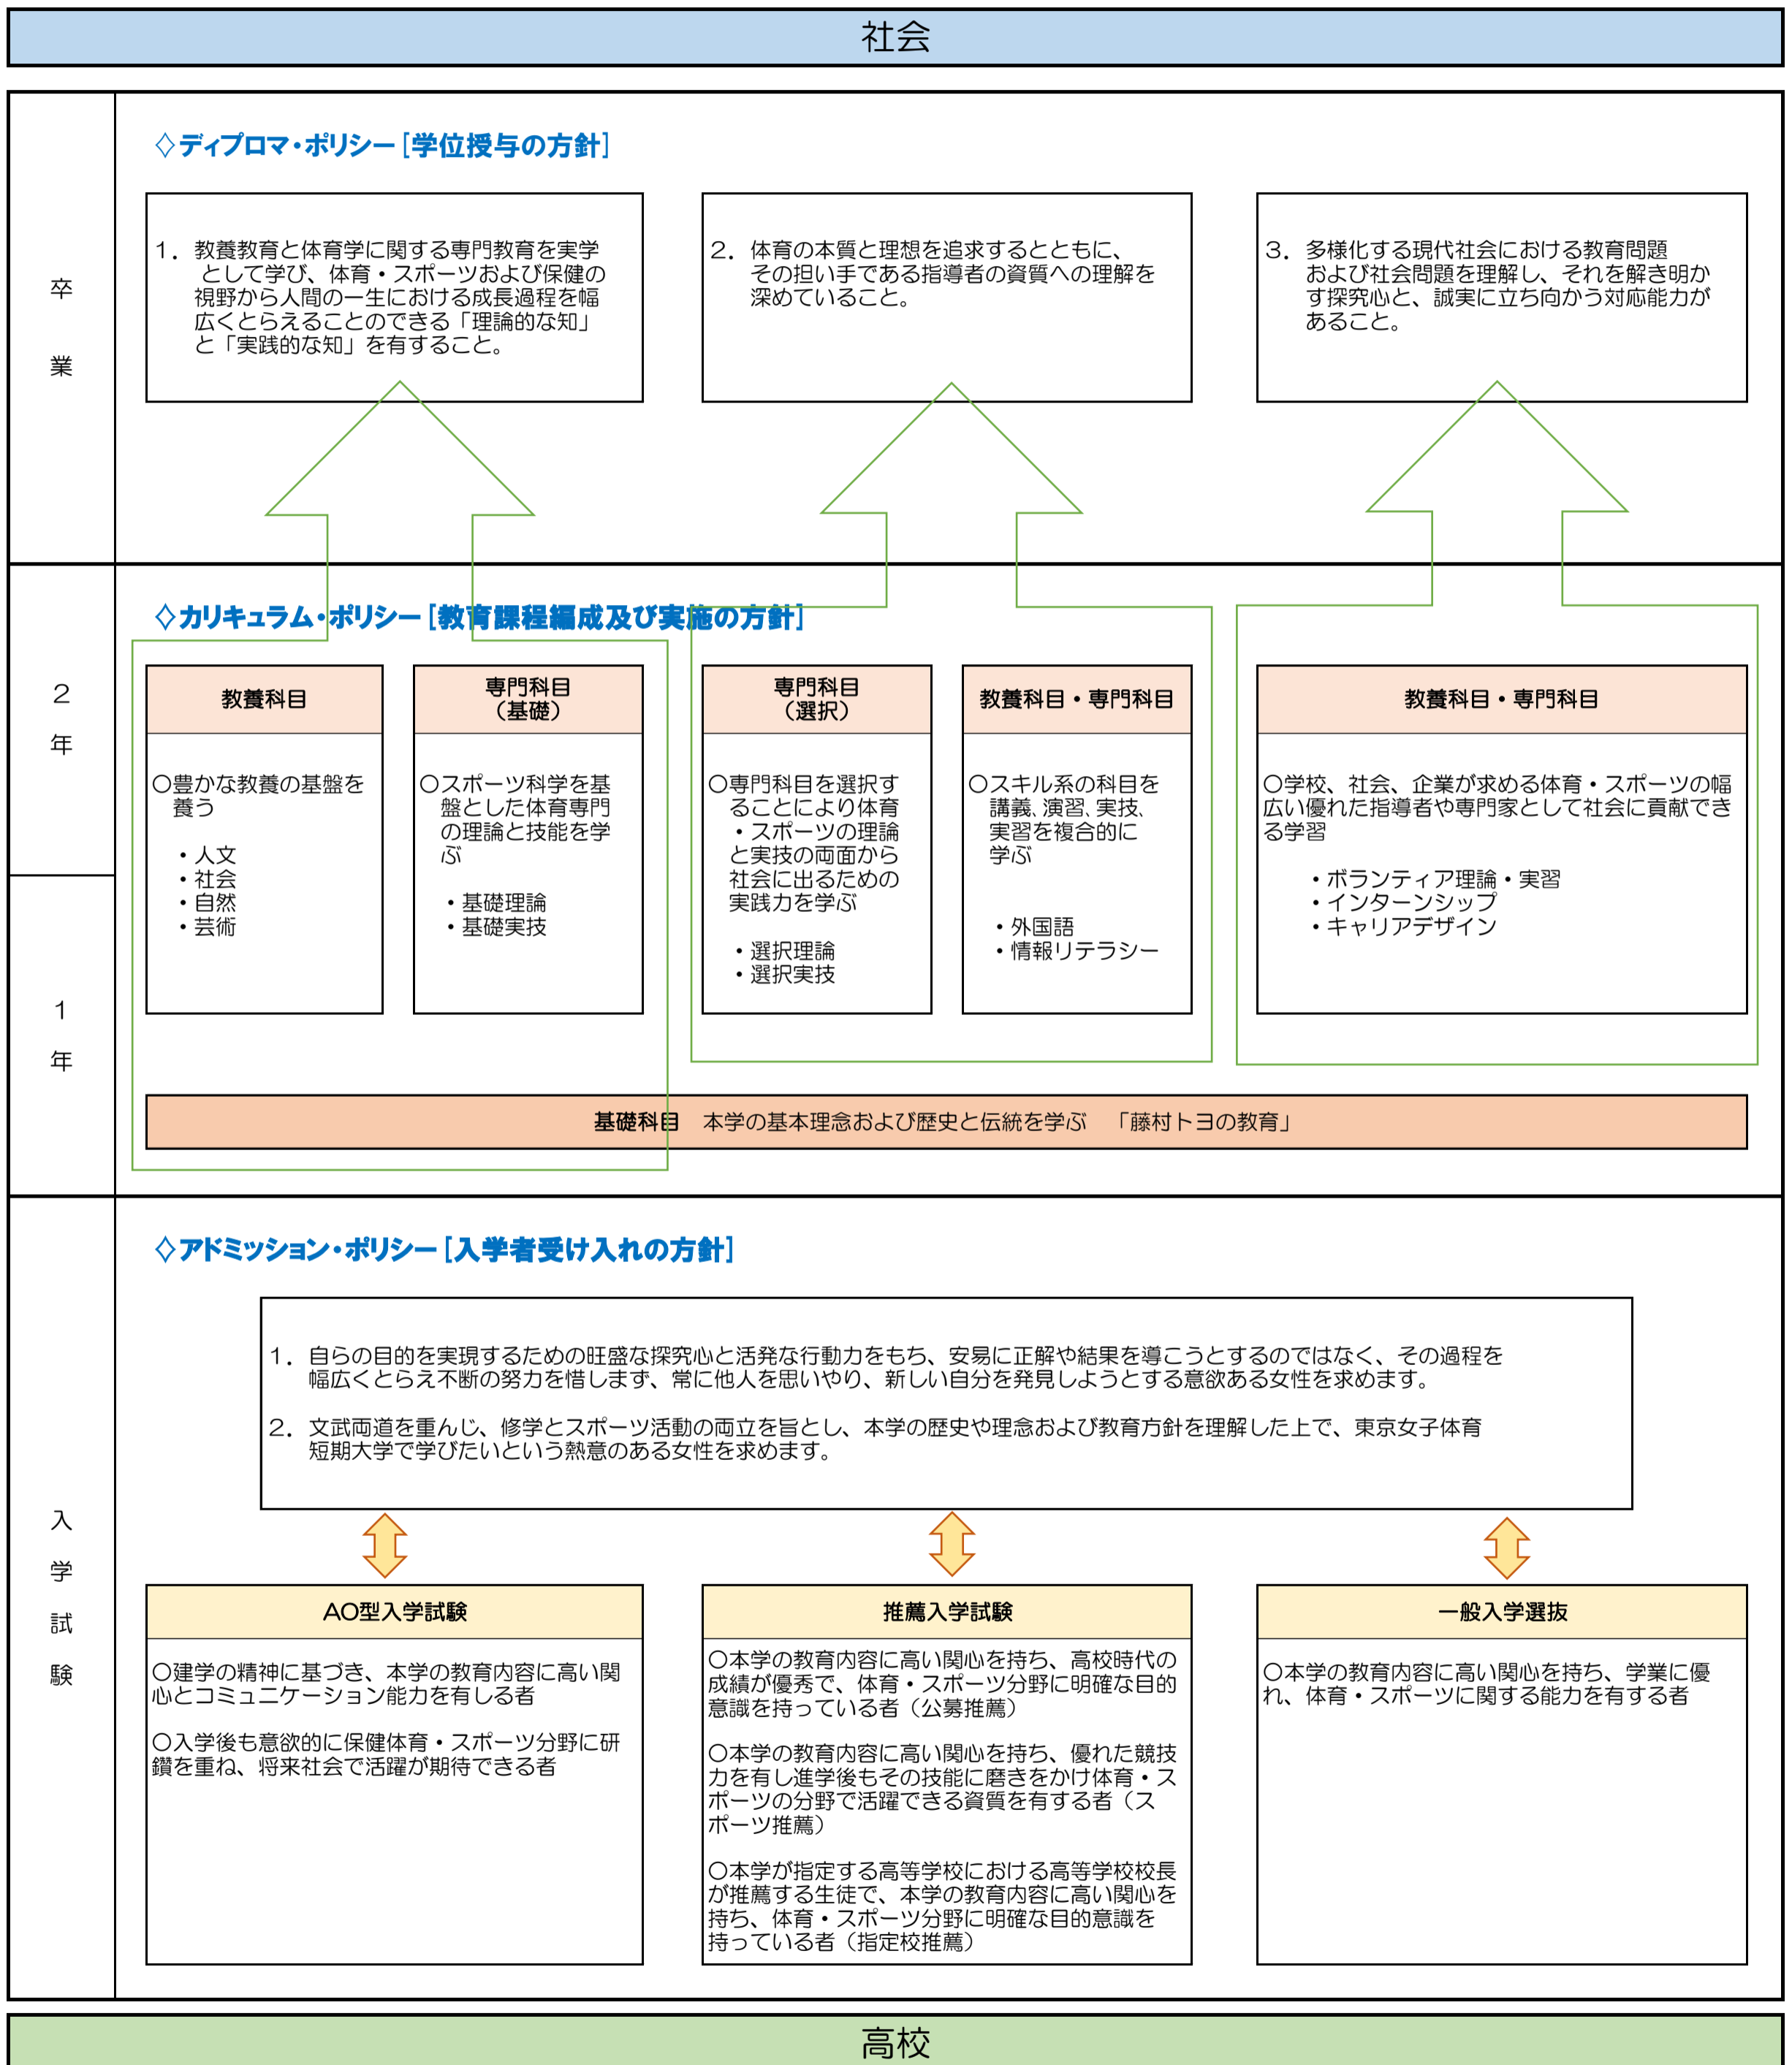 社会
卒
業
◇ディプロマ・ポリシー[学位授与の方針]
1．教養教育と体育学に関する専門教育を実学
として学び、体育・スポーツおよび保健の
視野から人間の一生における成長過程を幅
広くとらえることのできる「理論的な知」
と「実践的な知」を有すること。
2．体育の本質と理想を追求するとともに、
その担い手である指導者の資質への理解を
深めていること。
3．多様化する現代社会における教育問題
および社会問題を理解し、それを解き明か
す探究心と、誠実に立ち向かう対応能力が
あること。
2
年
1
年
◇カリキュラム・ポリシー[教育課程編成及び実施の方針]
教養科目
○豊かな教養の基盤を
養う
・人文
・社会
・自然
・芸術
専門科目
（基礎）
○スポーツ科学を基
盤とした体育専門
の理論と技能を学
ぶ
・基礎理論
・基礎実技
専門科目
（選択）
○専門科目を選択す
ることにより体育
・スポーツの理論
と実技の両面から
社会に出るための
実践力を学ぶ
・選択理論
・選択実技
教養科目・専門科目
○スキル系の科目を
講義、演習、実技、
実習を複合的に
学ぶ
・外国語
・情報リテラシー
教養科目・専門科目
○学校、社会、企業が求める体育・スポーツの幅
広い優れた指導者や専門家として社会に貢献でき
る学習
・ボランティア理論・実習
・インターンシップ
・キャリアデザイン
基礎科目　本学の基本理念および歴史と伝統を学ぶ　「藤村トヨの教育」
入
学
試
験
◇アドミッション・ポリシー[入学者受け入れの方針]
1．自らの目的を実現するための旺盛な探究心と活発な行動力をもち、安易に正解や結果を導こうとするのではなく、その過程を
幅広くとらえ不断の努力を惜しまず、常に他人を思いやり、新しい自分を発見しようとする意欲ある女性を求めます。
2．文武両道を重んじ、修学とスポーツ活動の両立を旨とし、本学の歴史や理念および教育方針を理解した上で、東京女子体育
短期大学で学びたいという熱意のある女性を求めます。
AO型入学試験
○建学の精神に基づき、本学の教育内容に高い関
心とコミュニケーション能力を有しる者
○入学後も意欲的に保健体育・スポーツ分野に研
鑽を重ね、将来社会で活躍が期待できる者
推薦入学試験
○本学の教育内容に高い関心を持ち、高校時代の
成績が優秀で、体育・スポーツ分野に明確な目的
意識を持っている者（公募推薦）
○本学の教育内容に高い関心を持ち、優れた競技
力を有し進学後もその技能に磨きをかけ体育・ス
ポーツの分野で活躍できる資質を有する者（ス
ポーツ推薦）
○本学が指定する高等学校における高等学校校長
が推薦する生徒で、本学の教育内容に高い関心を
持ち、体育・スポーツ分野に明確な目的意識を
持っている者（指定校推薦）
一般入学選抜
○本学の教育内容に高い関心を持ち、学業に優
れ、体育・スポーツに関する能力を有する者
高校